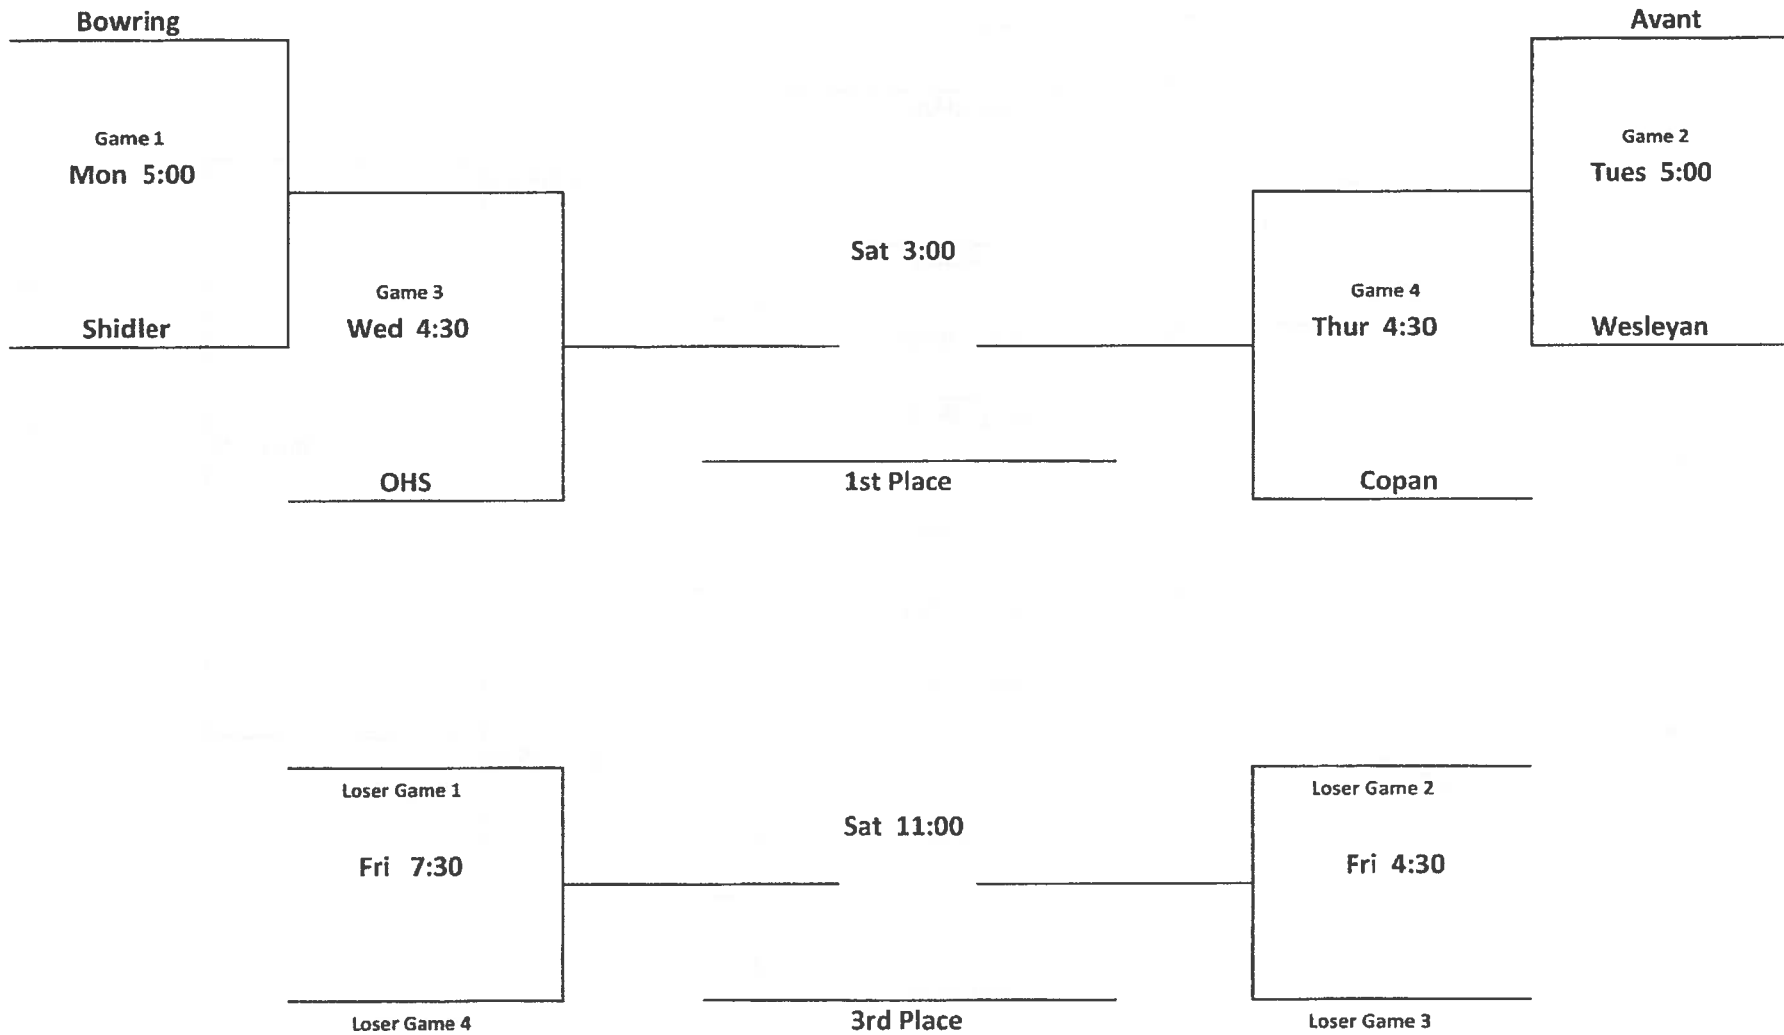 Bowring
Avant
Game 1
Mon 5:00
Game 2
Tues 5:00
Sat 3:00
Game 3
Wed 4:30
Game 4
Thur 4:30
Shidler
Wesleyan
OHS
1st Place
Copan
Loser Game 1
Loser Game 2
Sat 11:00
Fri 7:30
Fri 4:30
Loser Game 4
3rd Place
Loser Game 3